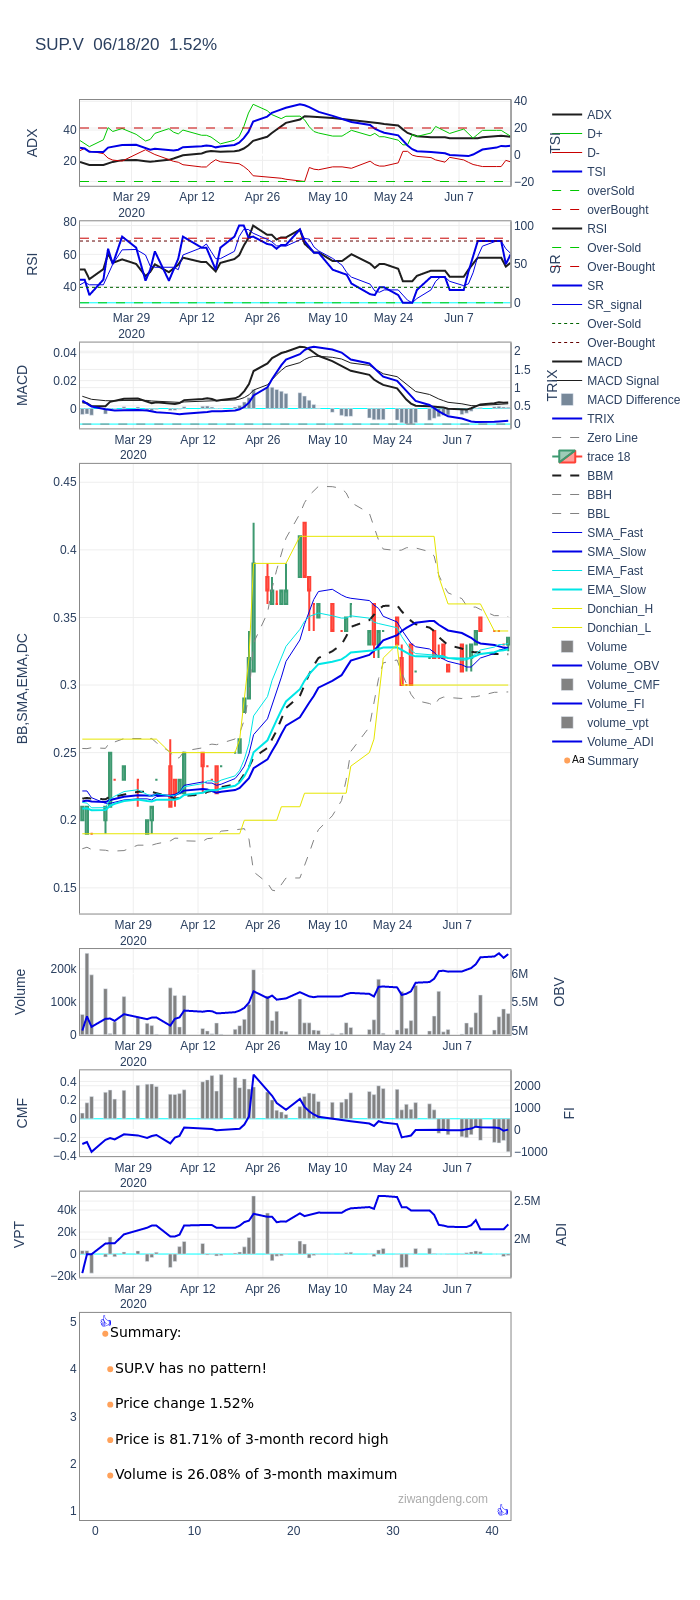 SUP.V 06/18/20 1.52%
ADX
40
20
40
20
0
−20
TSI
Mar 29
Apr 12
Apr 26
May 10
May 24
Jun 7
2020
RSI
80
60
40
100
50
0
SR
Mar 29
Apr 12
Apr 26
May 10
May 24
Jun 7
2020
MACD
0.04
0.02
0
2
1.5
1
0.5
0
TRIX
Mar 29
Apr 12
Apr 26
May 10
May 24
Jun 7
2020
BB,SMA,EMA,DC
0.45
0.4
0.35
0.3
0.25
0.2
0.15
Mar 29
Apr 12
Apr 26
May 10
May 24
Jun 7
2020
Volume
200k
100k
0
6M
5.5M
5M
OBV
Mar 29
Apr 12
Apr 26
May 10
May 24
Jun 7
2020
CMF
0.4
0.2
0
−0.2
−0.4
2000
1000
0
−1000
FI
Mar 29
Apr 12
Apr 26
May 10
May 24
Jun 7
2020
VPT
40k
20k
0
−20k
2.5M
2M
ADI
Mar 29
Apr 12
Apr 26
May 10
May 24
Jun 7
2020
5
4
3
2
1
👍
Summary:
SUP.V has no pattern!
Price change 1.52%
Price is 81.71% of 3-month record high
Volume is 26.08% of 3-month maximum
ziwangdeng.com
👍
0
10
20
30
40
ADX
D+
D-
TSI
overSold
overBought
RSI
Over-Sold
Over-Bought
SR
SR_signal
Over-Sold
Over-Bought
MACD
MACD Signal
MACD Difference
TRIX
Zero Line
trace 18
BBM
BBH
BBL
SMA_Fast
SMA_Slow
EMA_Fast
EMA_Slow
Donchian_H
Donchian_L
Volume
Volume_OBV
Volume_CMF
Volume_FI
volume_vpt
Volume_ADI
Aa Summary